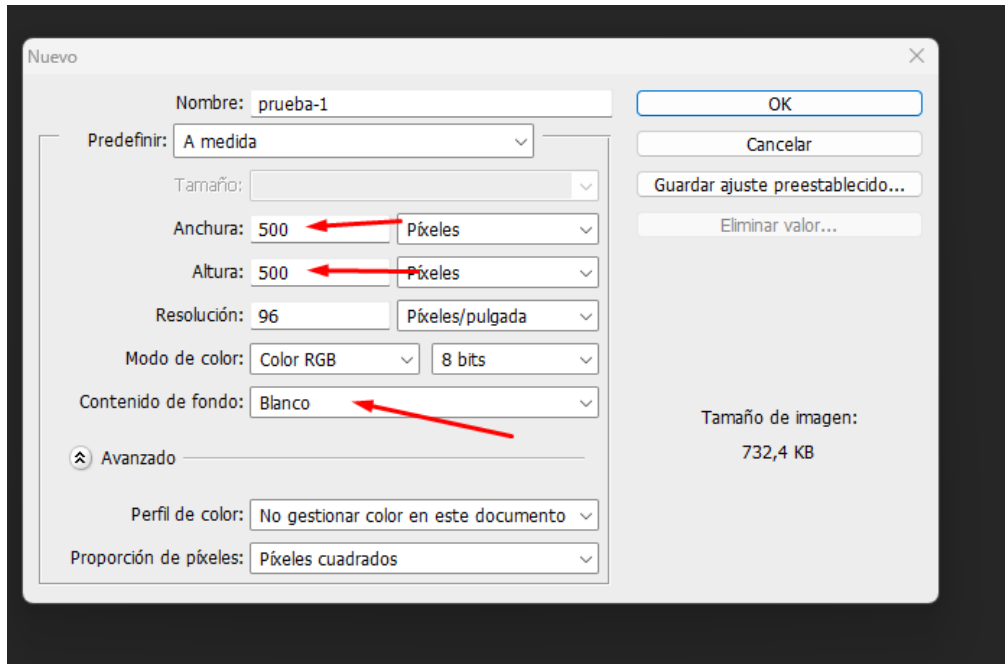 Nuevo
Nombre: prueba-1
OK
Predefinir: A medida
Cancelar
Tamaño:
Guardar ajuste preestablecido...
Anchura: 500 Píxeles
Eliminar valor...
Altura: 500 Píxeles
Resolución: 96 Píxeles/pulgada
Modo de color: Color RGB 8 bits
Contenido de fondo: Blanco
Tamaño de imagen:
732,4 KB
Avanzado
Perfil de color: No gestionar color en este documento
Proporción de píxeles: Píxeles cuadrados